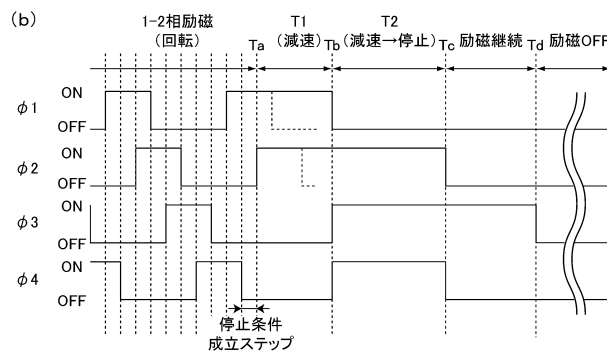 (b)
1-2相励磁 T1 T2
(回転) Ta (減速) Tb (減速→停止) Tc 励磁継続 Td 励磁OFF
ON
φ1
OFF
ON
φ2
OFF
ON
φ3
OFF
ON
φ4
OFF
停止条件
成立ステップ